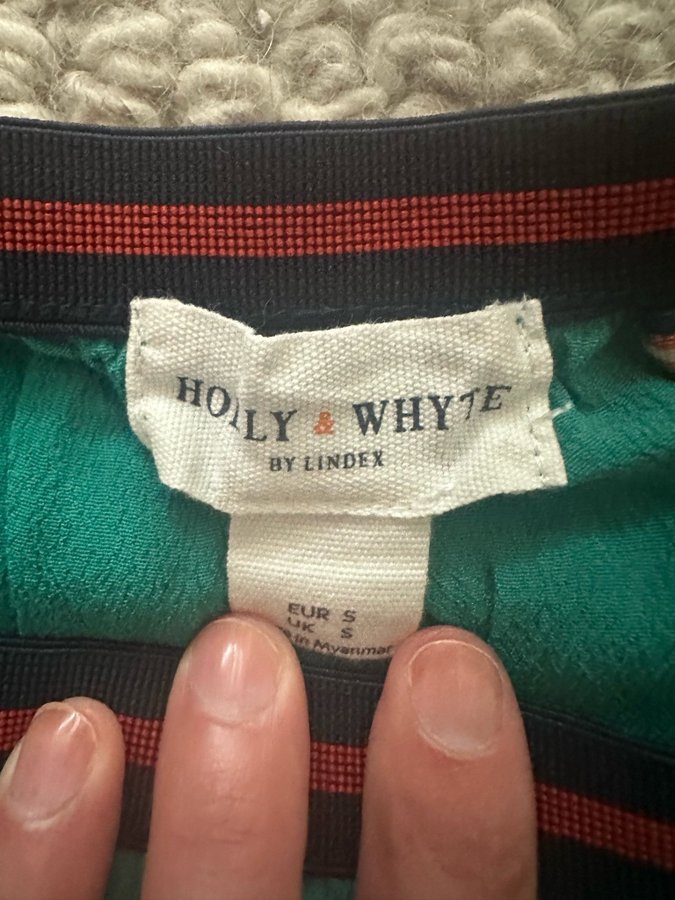 HOLLY & WHYTE
BY LINDEX
EUR S
UK S
in Myanmar